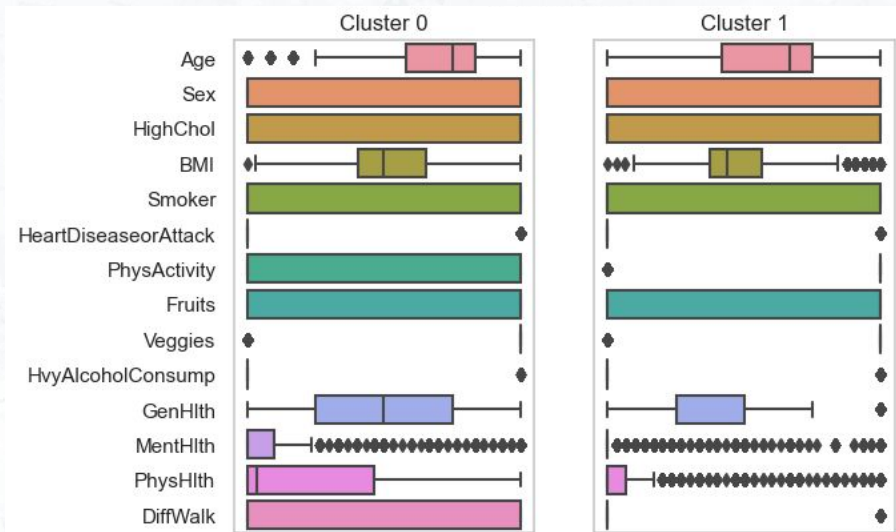 Cluster 0
Cluster 1
Age
Sex
HighChol
BMI
Smoker
HeartDiseaseorAttack
PhysActivity
Fruits
Veggies
HvyAlcoholConsump
GenHlth
MentHlth
PhysHlth
DiffWalk